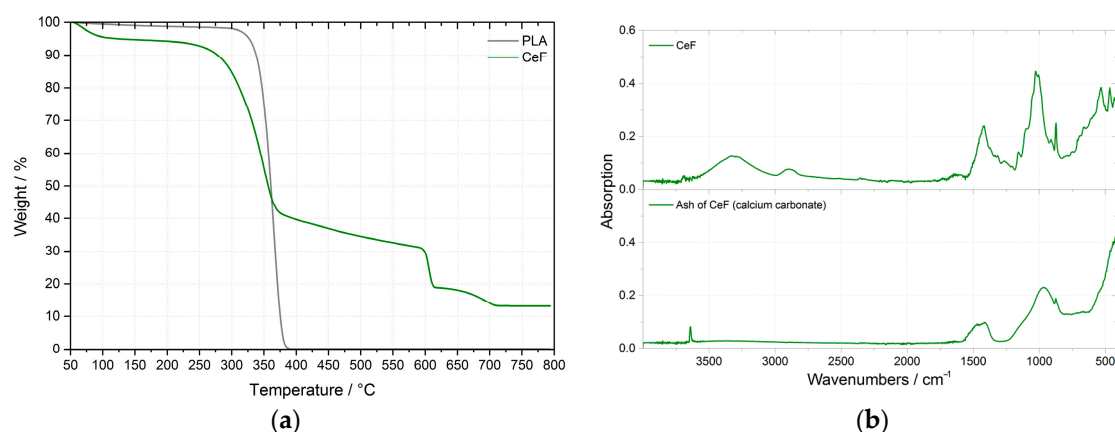 100
90
80
70
60
50
40
30
20
10
0
Weight / %
PLA
CeF
50 100 150 200 250 300 350 400 450 500 550 600 650 700 750 800
Temperature / °C
(a)
0.6
0.4
0.2
0.0
CeF
Absorption
Ash of CeF (calcium carbonate)
0.4
0.2
0.0
3500 3000 2500 2000 1500 1000 500
Wavenumbers / cm⁻¹
(b)